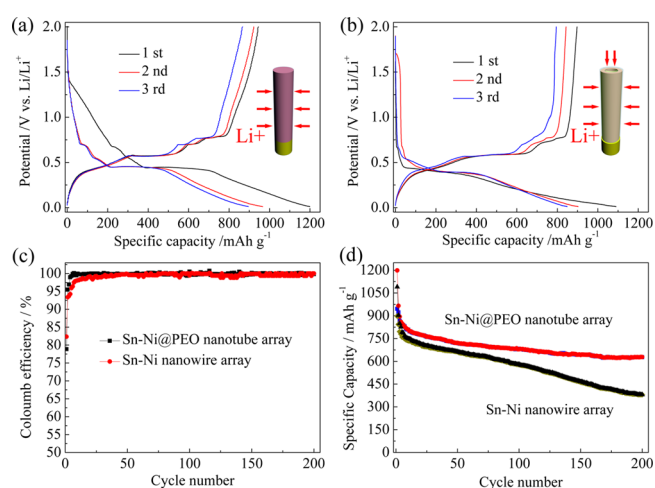 (a)
2.0
1.5
1.0
0.5
0.0
Potential /V vs. Li/Li⁺
1 st
2 nd
3 rd
Li+
0 200 400 600 800 1000 1200
Specific capacity /mAh g⁻¹
(b)
2.0
1.5
1.0
0.5
0.0
Potential /V vs. Li/Li⁺
1 st
2 nd
3 rd
Li+
0 200 400 600 800 1000 1200
Specific capacity /mAh g⁻¹
(c)
100
95
90
85
80
75
70
65
60
55
50
Coloumb efficiency / %
Sn-Ni@PEO nanotube array
Sn-Ni nanowire array
0 50 100 150 200
Cycle number
(d)
1200
1050
900
750
600
450
300
150
0
Specific Capacity / mAh g⁻¹
Sn-Ni@PEO nanotube array
Sn-Ni nanowire array
0 50 100 150 200
Cycle number